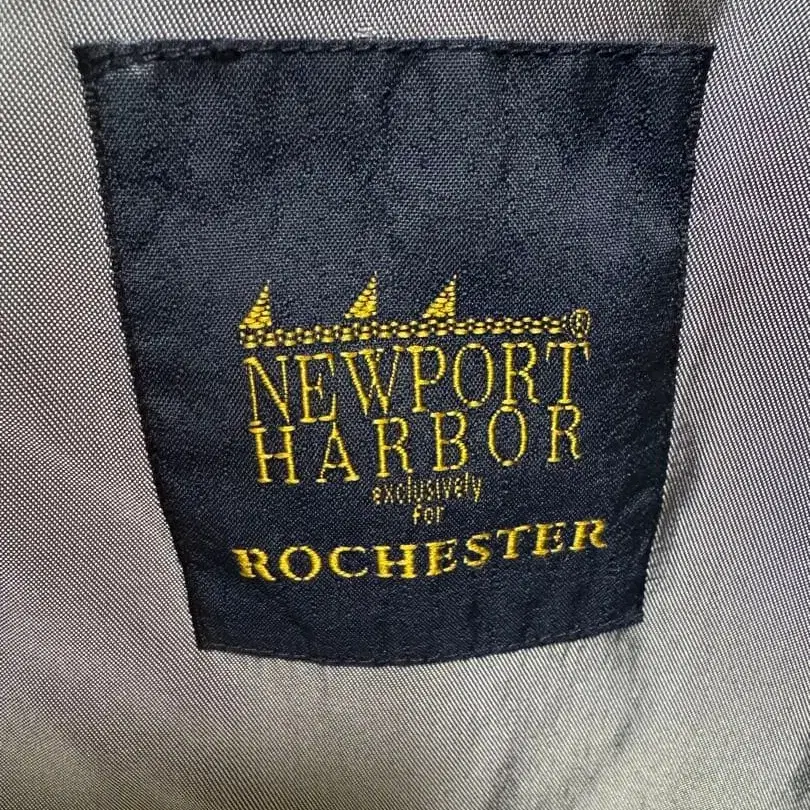 ®
NEWPORT
HARBOR
exclusively
for
ROCHESTER